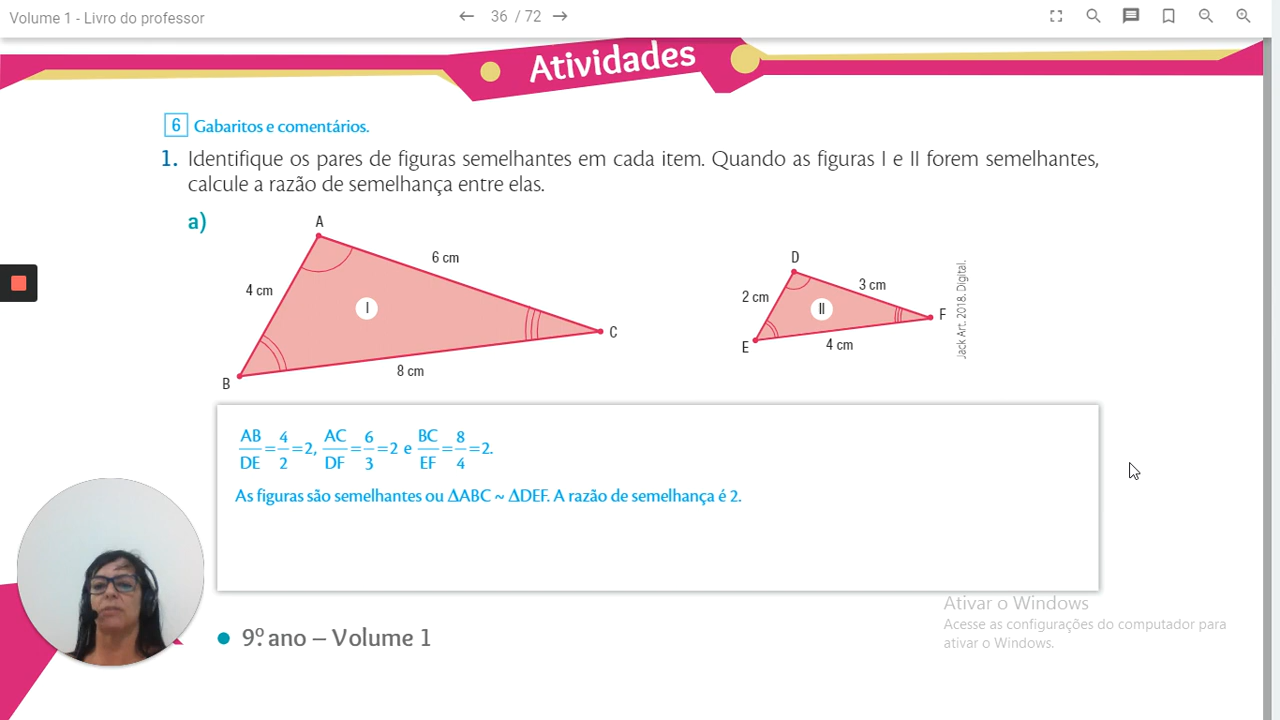 Volume 1 - Livro do professor
36 / 72
Atividades
6 Gabaritos e comentários.
1. Identifique os pares de figuras semelhantes em cada item. Quando as figuras I e II forem semelhantes,
calcule a razão de semelhança entre elas.
a)
A
6 cm
4 cm
I
C
8 cm
B
D
3 cm
2 cm
II
F
E
4 cm
Jack Art. 2018. Digital.
AB/DE=4/2=2, AC/DF=6/3=2 e BC/EF=8/4=2.
As figuras são semelhantes ou ΔABC ~ ΔDEF. A razão de semelhança é 2.
Ativar o Windows
Acesse as configurações do computador para
ativar o Windows.
9º. ano – Volume 1